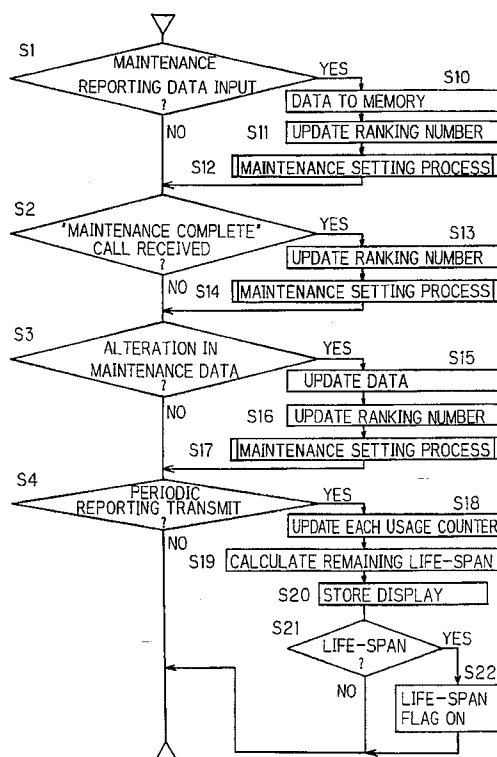 S1
MAINTENANCE
REPORTING DATA INPUT
?
YES
NO
S10
DATA TO MEMORY
S11
UPDATE RANKING NUMBER
S12
MAINTENANCE SETTING PROCESS
S2
"MAINTENANCE COMPLETE"
CALL RECEIVED
?
YES
NO
S13
UPDATE RANKING NUMBER
S14
MAINTENANCE SETTING PROCESS
S3
ALTERATION IN
MAINTENANCE DATA
?
YES
NO
S15
UPDATE DATA
S16
UPDATE RANKING NUMBER
S17
MAINTENANCE SETTING PROCESS
S4
PERIODIC
REPORTING TRANSMIT
?
YES
NO
S18
UPDATE EACH USAGE COUNTER
S19
CALCULATE REMAINING LIFE-SPAN
S20
STORE DISPLAY
S21
LIFE-SPAN
?
YES
NO
S22
LIFE-SPAN
FLAG ON